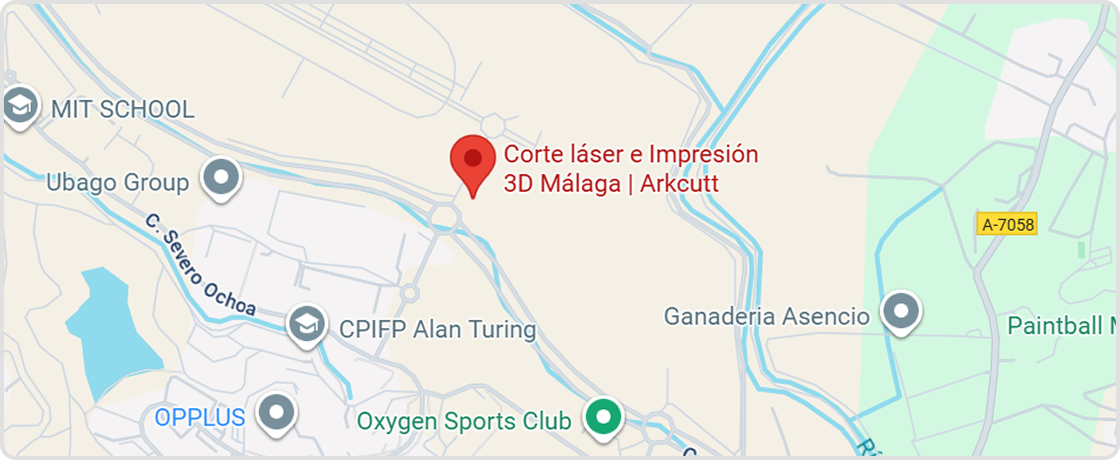 MIT SCHOOL
Corte láser e Impresión
3D Málaga | Arkcutt
Ubago Group
C. Severo Ochoa
A-7058
Ganaderia Asencio
CPIFP Alan Turing
Paintball
OPPLUS
Oxygen Sports Club